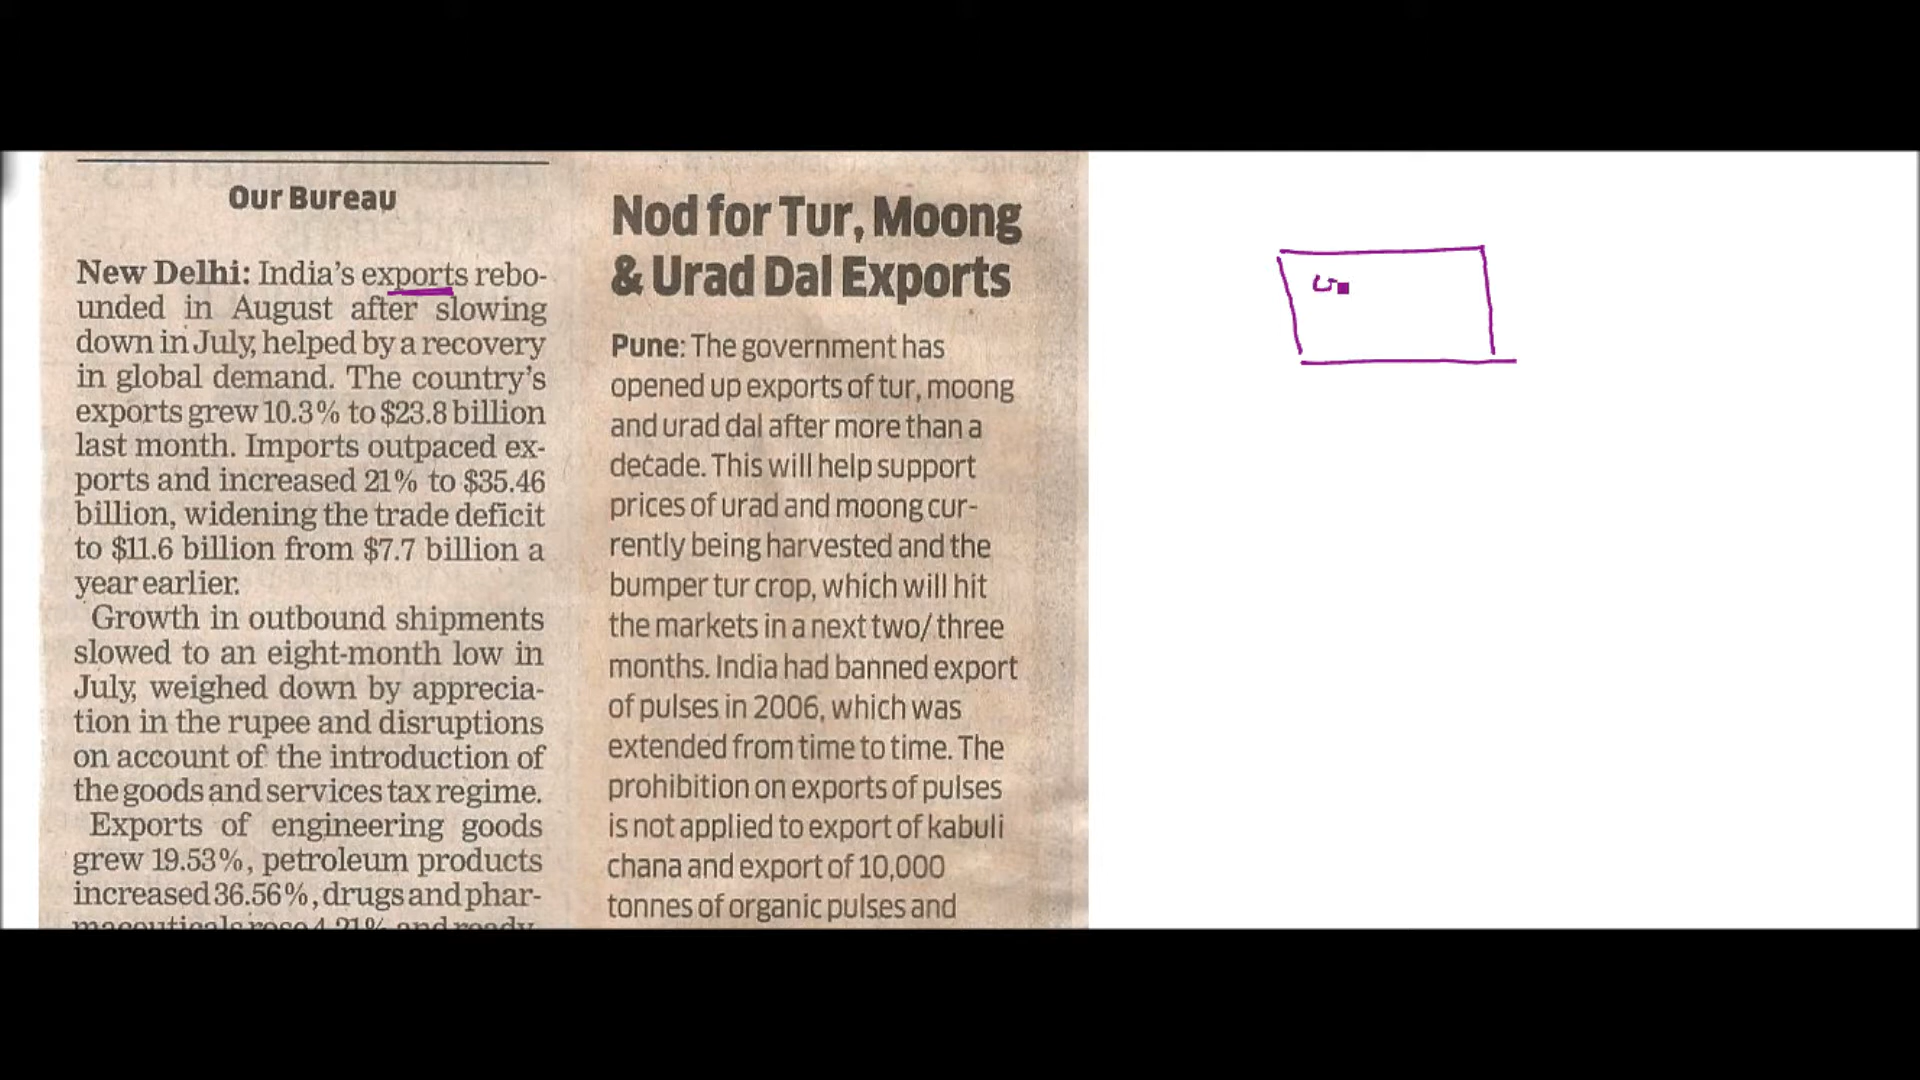 Our Bureau
New Delhi: India's exports rebo-
unded in August after slowing
down in July, helped by a recovery
in global demand. The country's
exports grew 10.3% to $23.8 billion
last month. Imports outpaced ex-
ports and increased 21% to $35.46
billion, widening the trade deficit
to $11.6 billion from $7.7 billion a
year earlier.
Growth in outbound shipments
slowed to an eight-month low in
July, weighed down by apprecia-
tion in the rupee and disruptions
on account of the introduction of
the goods and services tax regime.
Exports of engineering goods
grew 19.53%, petroleum products
increased 36.56%, drugs and phar-
maceuticals rose 4.21% and ready-
Nod for Tur, Moong
& Urad Dal Exports
Pune: The government has
opened up exports of tur, moong
and urad dal after more than a
decade. This will help support
prices of urad and moong cur-
rently being harvested and the
bumper tur crop, which will hit
the markets in a next two/ three
months. India had banned export
of pulses in 2006, which was
extended from time to time. The
prohibition on exports of pulses
is not applied to export of kabuli
chana and export of 10,000
tonnes of organic pulses and